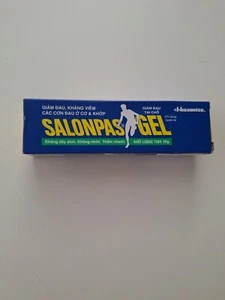 GIẢM ĐAU, KHÁNG VIÊM
CÁC CƠN ĐAU Ở CƠ & KHỚP
GIẢM ĐAU
TẠI CHỖ
Hisamitsu
SALONPAS GEL
Không dây dính Không nhờn Thấm nhanh